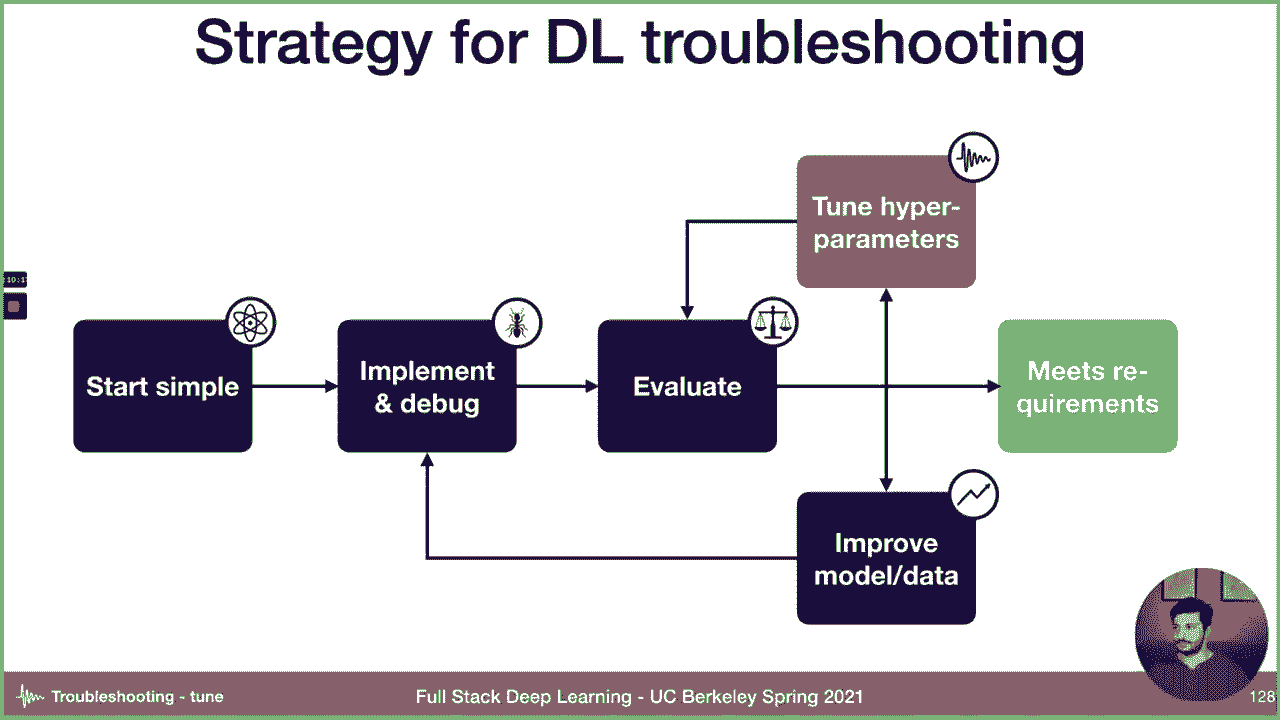 Strategy for DL troubleshooting
Tune hyper-
parameters
Start simple
Implement
& debug
Evaluate
Meets re-
quirements
Improve
model/data
Troubleshooting - tune
Full Stack Deep Learning - UC Berkeley Spring 2021
128